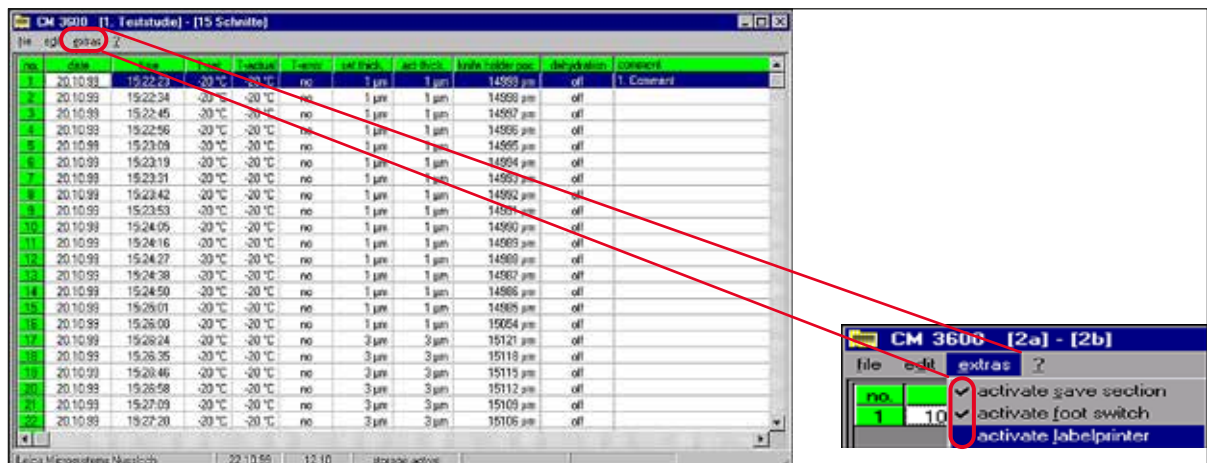 CM 3600 [1. Teststudie] - [15 Schnitte]
file edit extras ?
no. date time T-set T-actual T-error set thick. act thick. knife holder pos. dehydration comment
1 20.10.99 15:22:23 -20 °C -20 °C no 1 µm 1 µm 14999 µm off 1. Comment
2 20.10.99 15:22:34 -20 °C -20 °C no 1 µm 1 µm 14998 µm off
3 20.10.99 15:22:45 -20 °C -20 °C no 1 µm 1 µm 14997 µm off
4 20.10.99 15:22:56 -20 °C -20 °C no 1 µm 1 µm 14996 µm off
5 20.10.99 15:23:09 -20 °C -20 °C no 1 µm 1 µm 14995 µm off
6 20.10.99 15:23:19 -20 °C -20 °C no 1 µm 1 µm 14994 µm off
7 20.10.99 15:23:31 -20 °C -20 °C no 1 µm 1 µm 14993 µm off
8 20.10.99 15:23:42 -20 °C -20 °C no 1 µm 1 µm 14992 µm off
9 20.10.99 15:23:53 -20 °C -20 °C no 1 µm 1 µm 14991 µm off
10 20.10.99 15:24:05 -20 °C -20 °C no 1 µm 1 µm 14990 µm off
11 20.10.99 15:24:16 -20 °C -20 °C no 1 µm 1 µm 14989 µm off
12 20.10.99 15:24:27 -20 °C -20 °C no 1 µm 1 µm 14988 µm off
13 20.10.99 15:24:38 -20 °C -20 °C no 1 µm 1 µm 14987 µm off
14 20.10.99 15:24:50 -20 °C -20 °C no 1 µm 1 µm 14986 µm off
15 20.10.99 15:26:01 -20 °C -20 °C no 1 µm 1 µm 14985 µm off
16 20.10.99 15:26:08 -20 °C -20 °C no 1 µm 1 µm 15054 µm off
17 20.10.99 15:26:24 -20 °C -20 °C no 3 µm 3 µm 15121 µm off
18 20.10.99 15:26:35 -20 °C -20 °C no 3 µm 3 µm 15118 µm off
19 20.10.99 15:26:46 -20 °C -20 °C no 3 µm 3 µm 15115 µm off
20 20.10.99 15:26:58 -20 °C -20 °C no 3 µm 3 µm 15112 µm off
21 20.10.99 15:27:09 -20 °C -20 °C no 3 µm 3 µm 15109 µm off
22 20.10.99 15:27:20 -20 °C -20 °C no 3 µm 3 µm 15106 µm off
Leica Microsystems Nussloch 22.10.99 12:10 storage active
CM 3600 [2a] - [2b]
file edit extras ?
no.
1 10
activate save section
activate foot switch
activate labelprinter